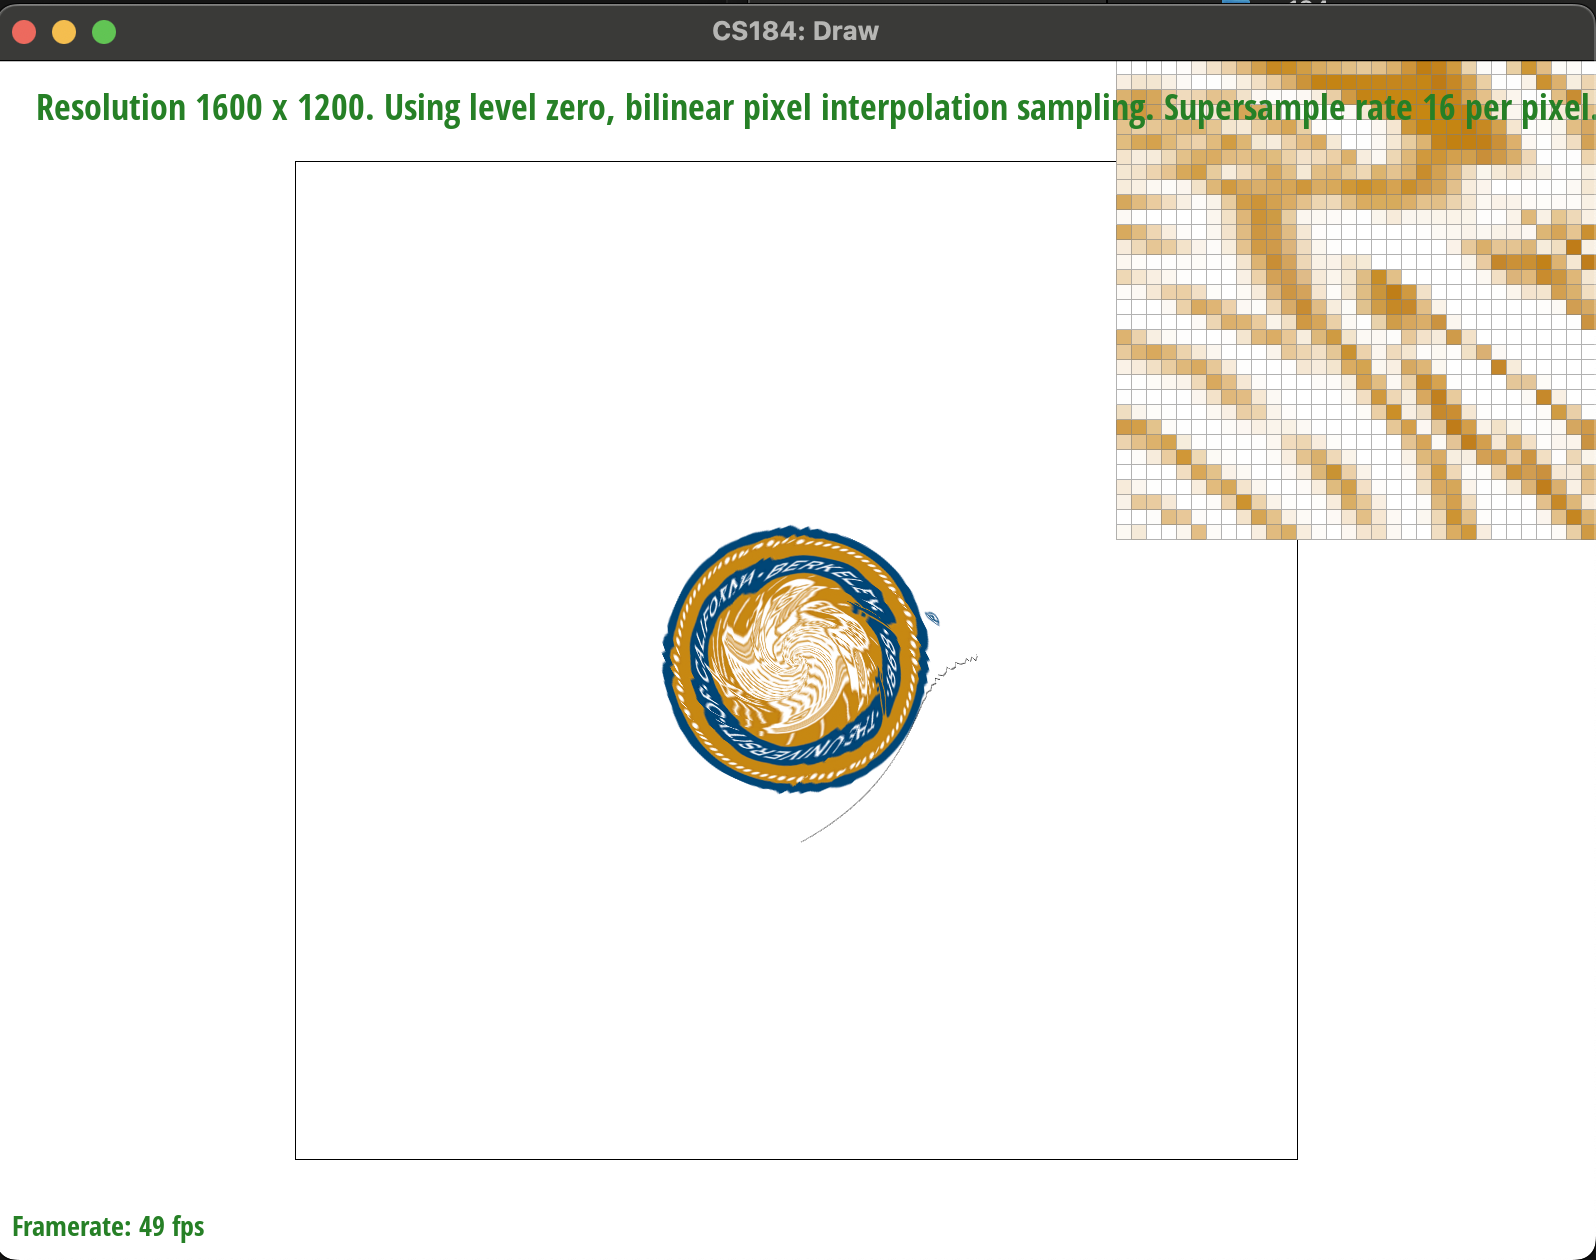 CS184: Draw
Resolution 1600 x 1200. Using level zero, bilinear pixel interpolation sampling. Supersample rate 16 per pixel.
CALIFORNIA · BERKELEY
· THE UNIVERSITY OF
Framerate: 49 fps